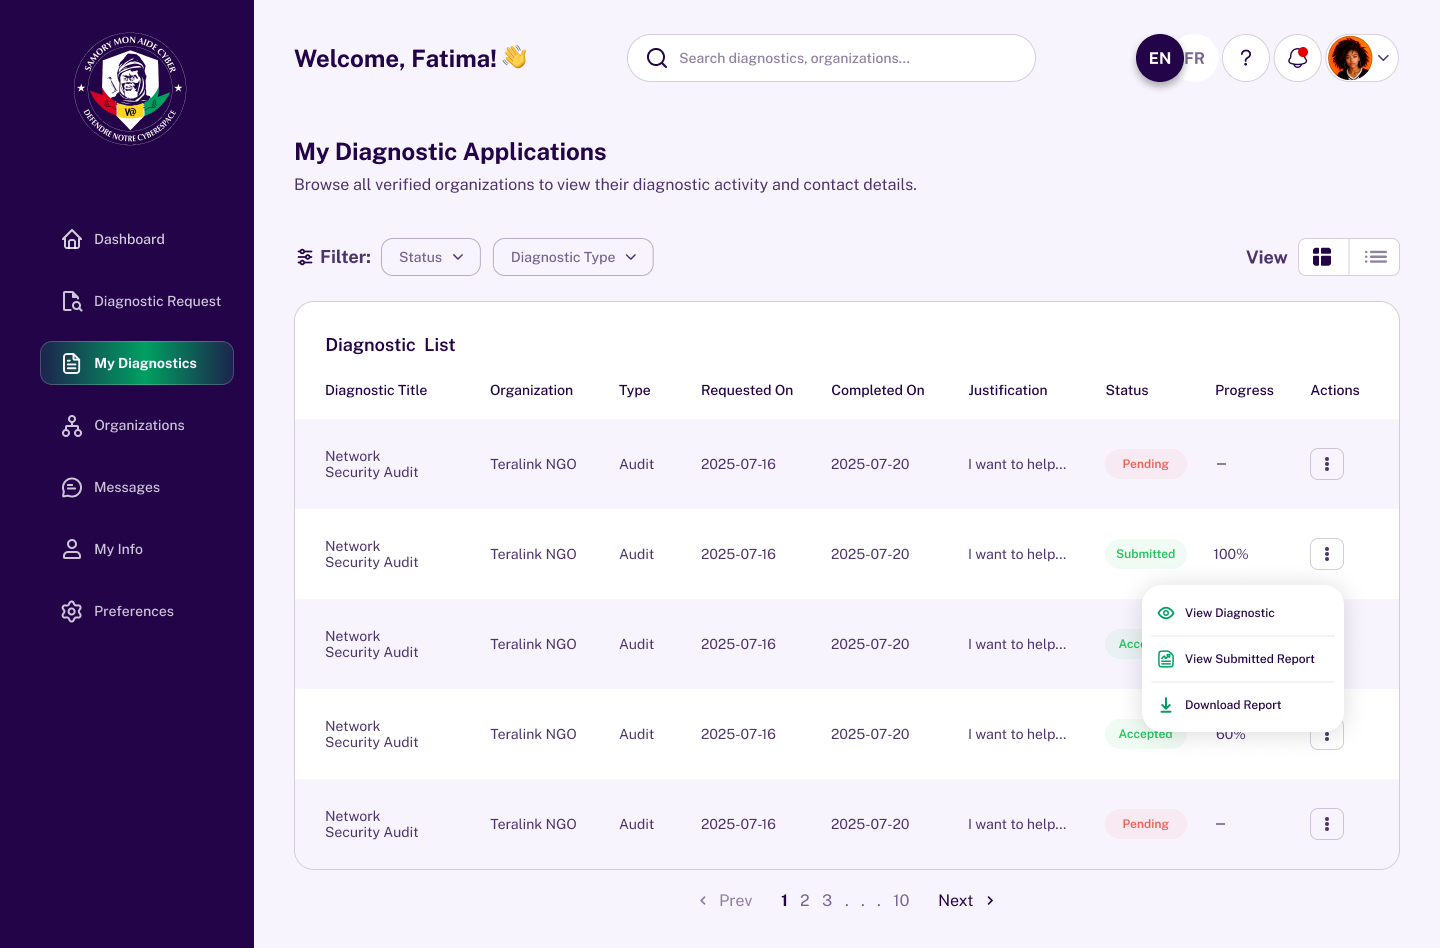 SAMORY MON AIDE CYBER
V@
DEFENDRE NOTRE CYBERESPACE
Dashboard
Diagnostic Request
My Diagnostics
Organizations
Messages
My Info
Preferences
Welcome, Fatima! 👋
Search diagnostics, organizations...
EN FR ?
My Diagnostic Applications
Browse all verified organizations to view their diagnostic activity and contact details.
Filter: Status Diagnostic Type View
Diagnostic List
Diagnostic Title Organization Type Requested On Completed On Justification Status Progress Actions
Network
Security Audit Teralink NGO Audit 2025-07-16 2025-07-20 I want to help... Pending –
Network
Security Audit Teralink NGO Audit 2025-07-16 2025-07-20 I want to help... Submitted 100%
View Diagnostic
View Submitted Report
Download Report
Network
Security Audit Teralink NGO Audit 2025-07-16 2025-07-20 I want to help...
Network
Security Audit Teralink NGO Audit 2025-07-16 2025-07-20 I want to help... Accepted 60%
Network
Security Audit Teralink NGO Audit 2025-07-16 2025-07-20 I want to help... Pending –
Prev 1 2 3 . . . 10 Next